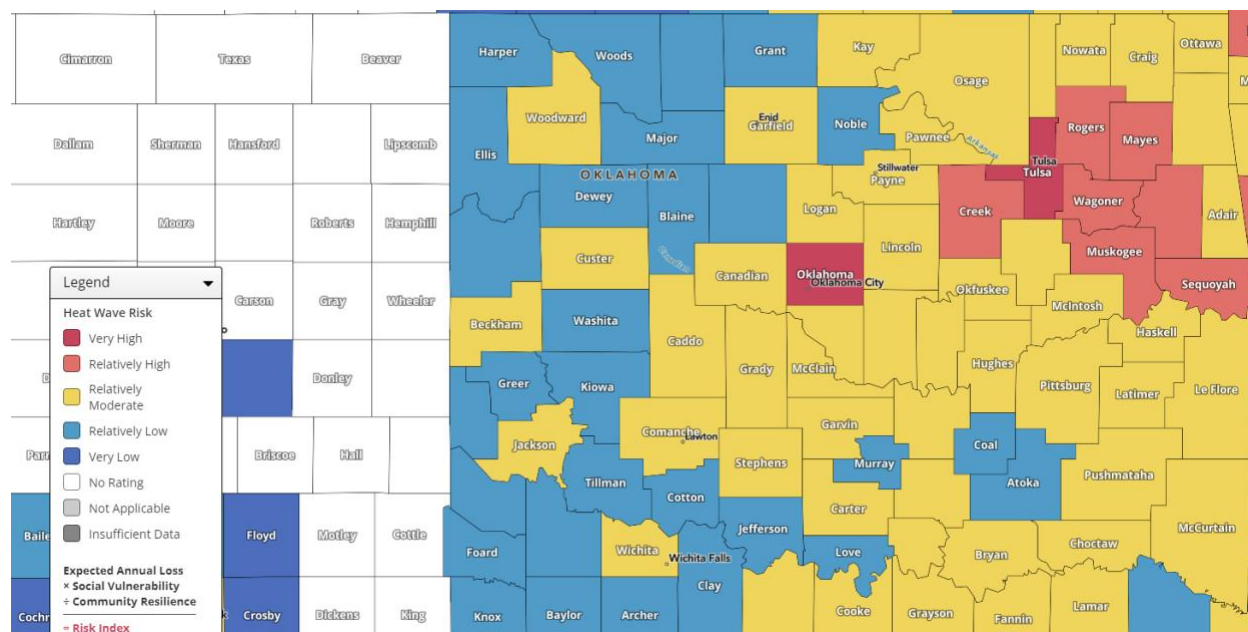 Cimarron
Texas
Beaver
Harper
Woods
Grant
Kay
Osage
Nowata
Craig
Ottawa
Woodward
Enid
Garfield
Noble
Pawnee
Arkansas
Rogers
Mayes
Dallam
Sherman
Hansford
Lipscomb
Ellis
Major
Stillwater
Payne
Tulsa
Tulsa
OKLAHOMA
Dewey
Blaine
Logan
Creek
Wagoner
Adair
Hartley
Moore
Roberts
Hemphill
Canadian
Custer
Canadian
Oklahoma
Oklahoma City
Lincoln
Muskogee
Sequoyah
Okfuskee
McIntosh
Legend
Heat Wave Risk
Very High
Relatively High
Relatively
Moderate
Relatively Low
Very Low
No Rating
Not Applicable
Insufficient Data
Expected Annual Loss
× Social Vulnerability
÷ Community Resilience
= Risk Index
Carson
Gray
Wheeler
Beckham
Washita
Caddo
Haskell
Donley
Greer
Kiowa
Grady
McClain
Hughes
Pittsburg
Latimer
Le Flore
Briscoe
Hall
Jackson
Comanche
Lawton
Garvin
Coal
Stephens
Murray
Tillman
Cotton
Atoka
Pushmataha
Carter
Jefferson
McCurtain
Floyd
Motley
Cottle
Foard
Wichita
Wichita Falls
Love
Bryan
Choctaw
Clay
Crosby
Dickens
King
Knox
Baylor
Archer
Cooke
Grayson
Fannin
Lamar